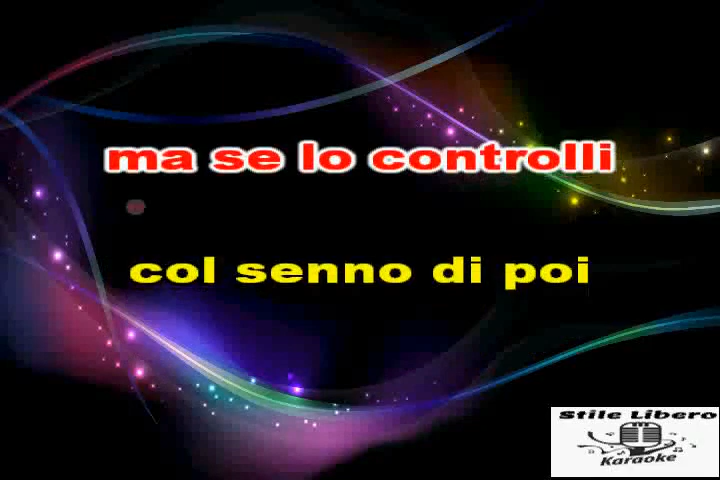 ma se lo controlli
col senno di poi
Stile Libero
Karaoke